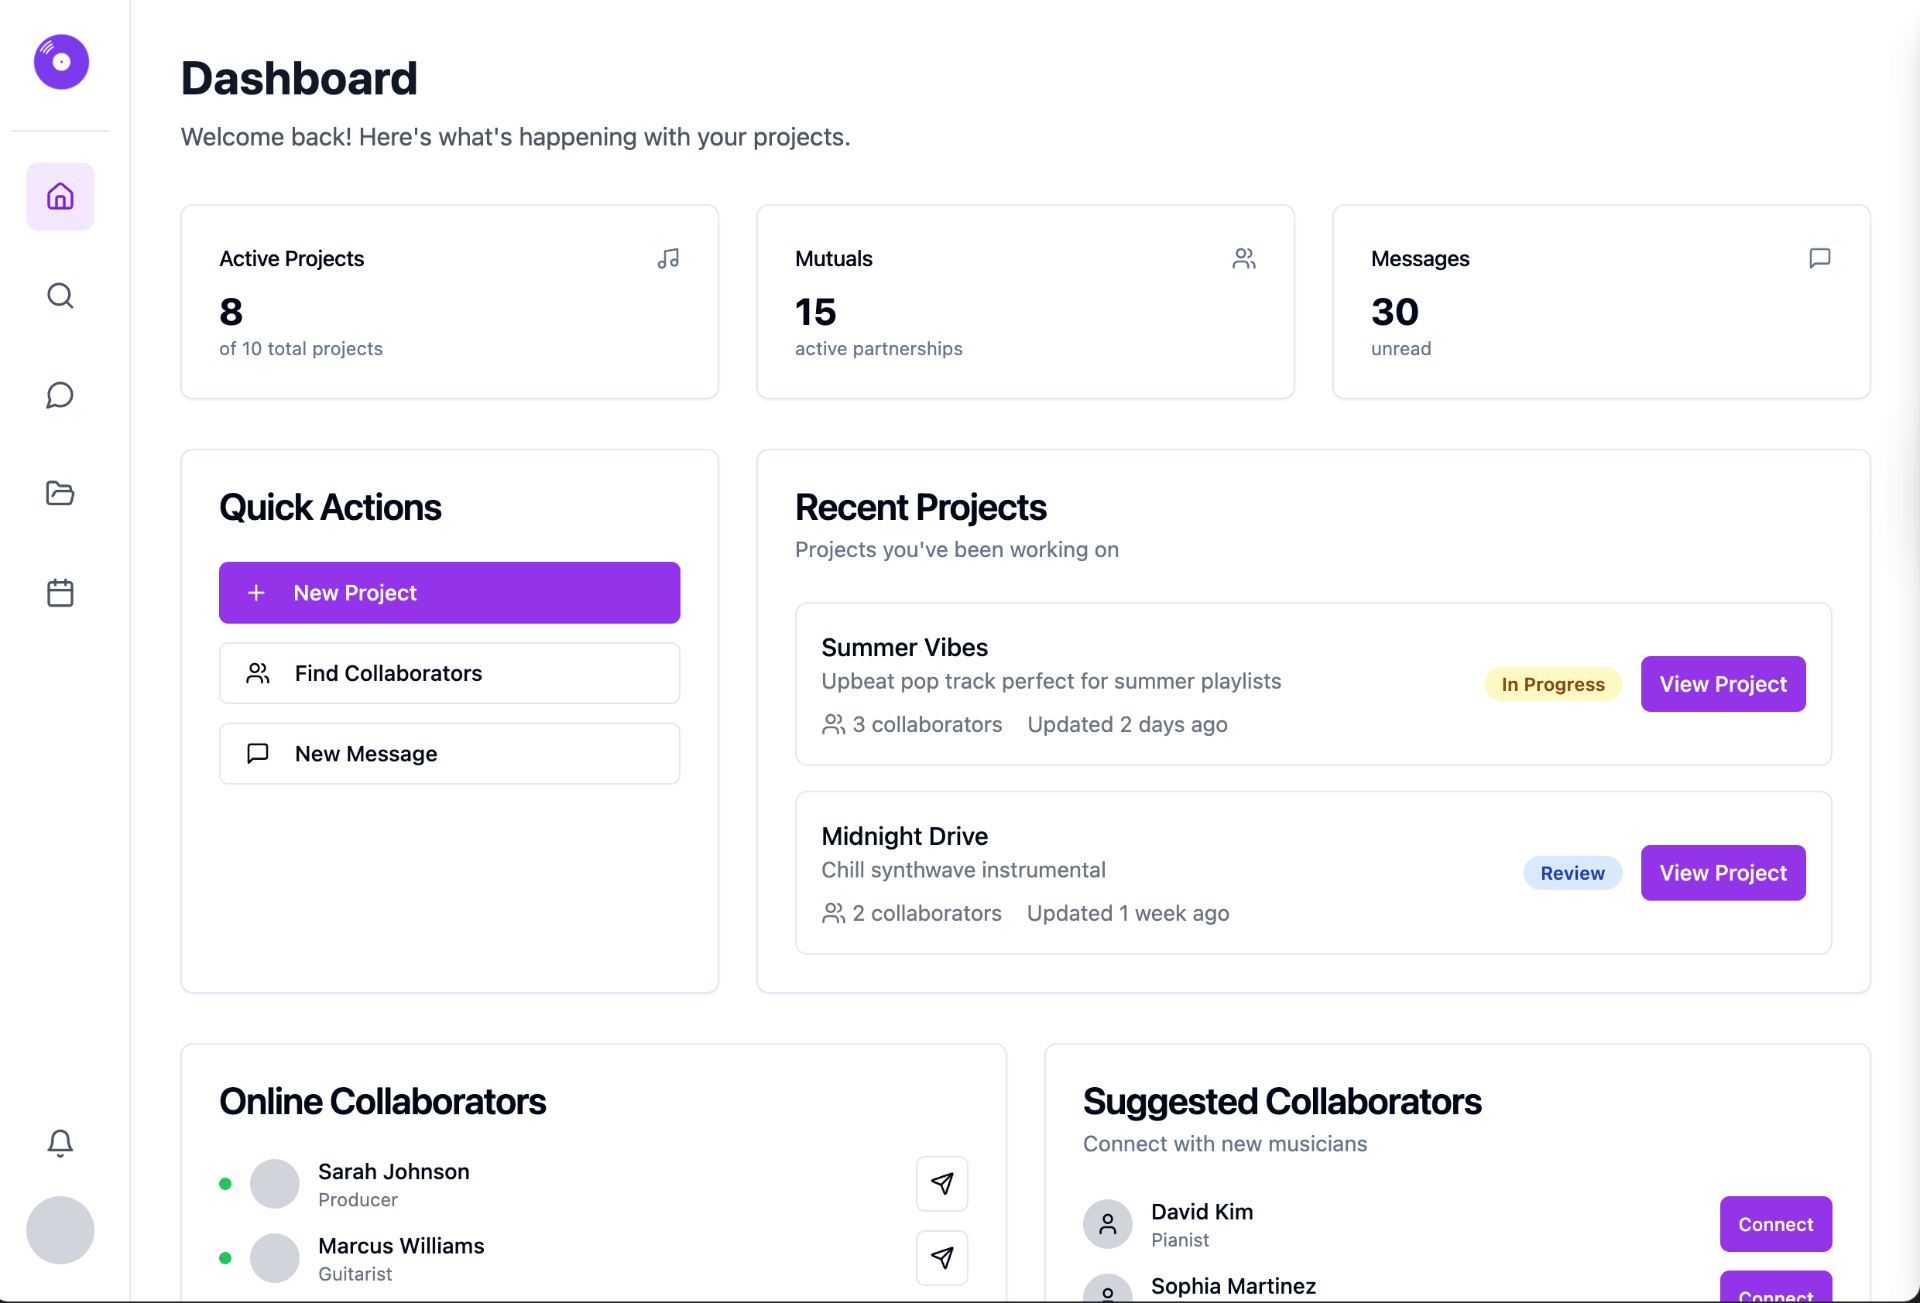 Dashboard
Welcome back! Here's what's happening with your projects.
Active Projects
8
of 10 total projects
Mutuals
15
active partnerships
Messages
30
unread
Quick Actions
New Project
Find Collaborators
New Message
Recent Projects
Projects you've been working on
Summer Vibes
Upbeat pop track perfect for summer playlists
3 collaborators Updated 2 days ago
In Progress
View Project
Midnight Drive
Chill synthwave instrumental
2 collaborators Updated 1 week ago
Review
View Project
Online Collaborators
Sarah Johnson
Producer
Marcus Williams
Guitarist
Suggested Collaborators
Connect with new musicians
David Kim
Pianist
Connect
Sophia Martinez
Connect